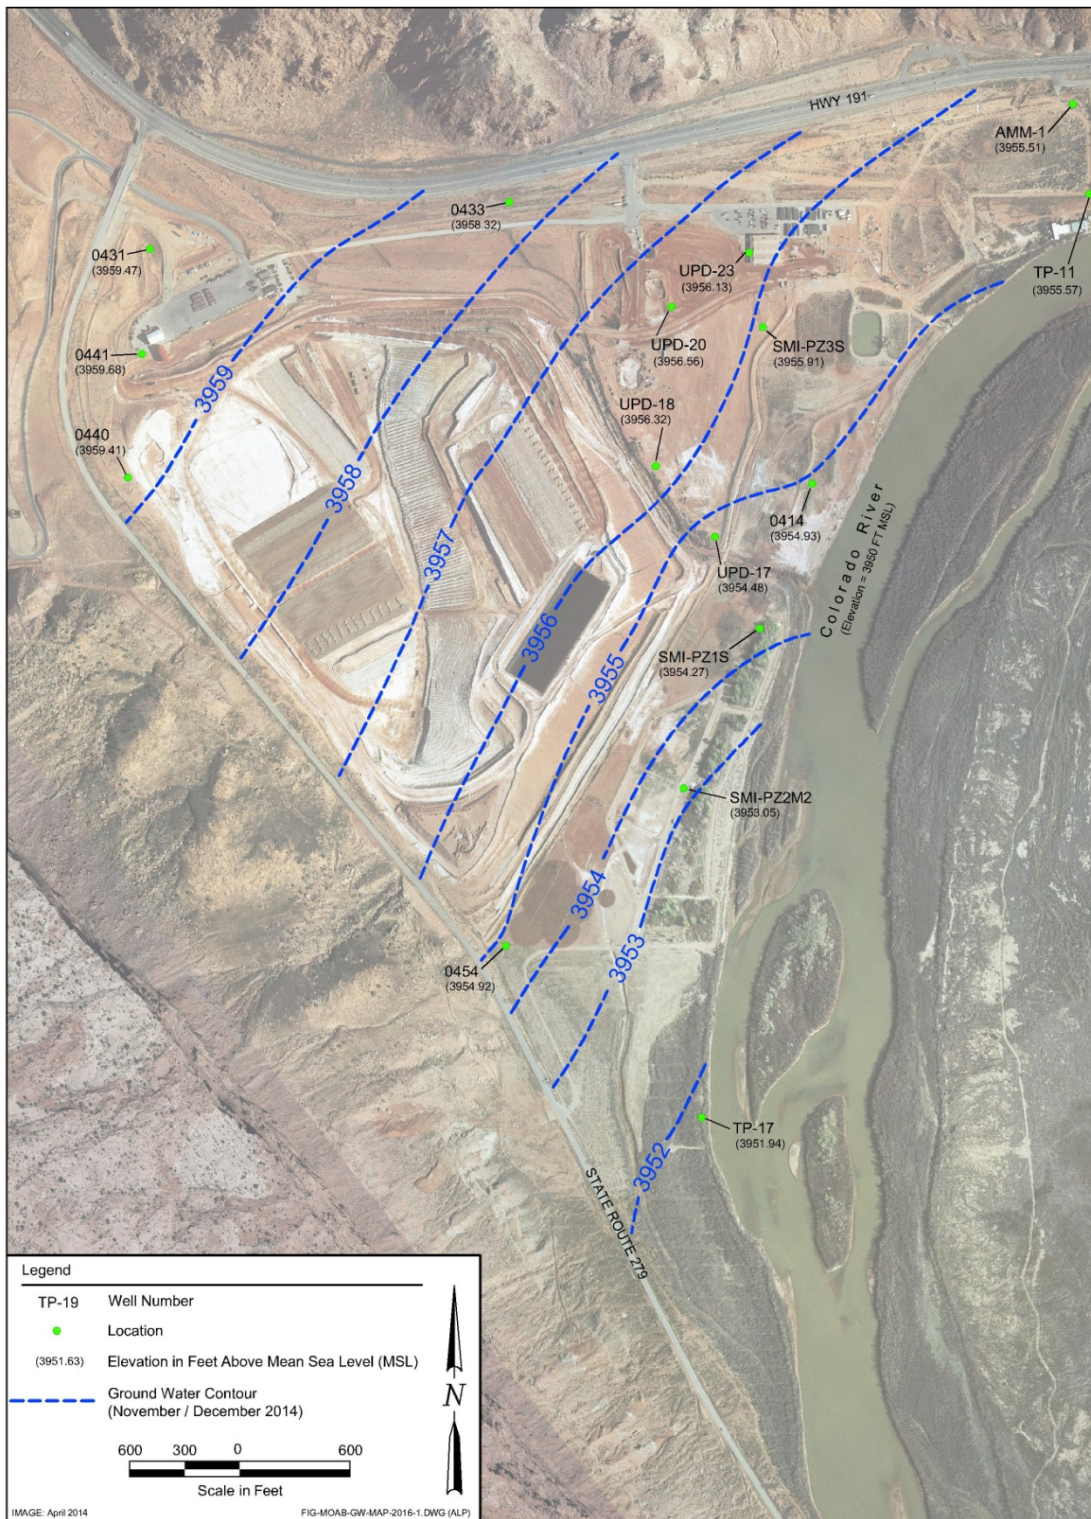 HWY 191
AMM-1
(3955.51)
0433
(3958.32)
0431
(3959.47)
UPD-23
(3956.13)
TP-11
(3955.57)
UPD-20
(3956.56)
SMI-PZ3S
(3955.91)
0441
(3959.68)
3959
UPD-18
(3956.32)
0440
(3959.41)
3958
0414
(3954.93)
3957
UPD-17
(3954.48)
Colorado River
(Elevation = 3950 FT MSL)
3956
SMI-PZ1S
(3954.27)
3955
SMI-PZ2M2
(3953.05)
3954
3953
0454
(3954.92)
TP-17
(3951.94)
3952
STATE ROUTE 279
Legend
TP-19 Well Number
Location
(3951.63) Elevation in Feet Above Mean Sea Level (MSL)
Ground Water Contour
(November / December 2014)
N
600 300 0 600
Scale in Feet
IMAGE: April 2014 FIG-MOAB-GW-MAP-2016-1.DWG (ALP)